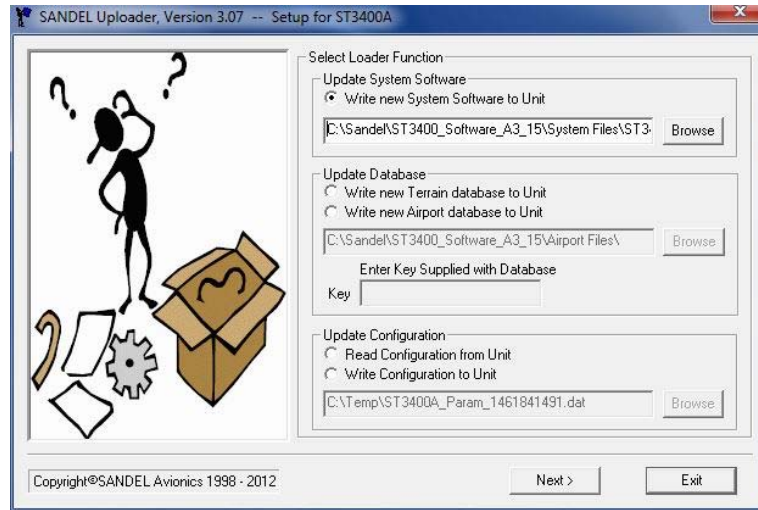 SANDEL Uploader, Version 3.07 -- Setup for ST3400A
Select Loader Function
Update System Software
Write new System Software to Unit
C:\Sandel\ST3400_Software_A3_15\System Files\ST3- Browse
Update Database
Write new Terrain database to Unit
Write new Airport database to Unit
C:\Sandel\ST3400_Software_A3_15\Airport Files\ Browse
Enter Key Supplied with Database
Key
Update Configuration
Read Configuration from Unit
Write Configuration to Unit
C:\Temp\ST3400A_Param_1461841491.dat Browse
Copyright©SANDEL Avionics 1998 - 2012
Next > Exit